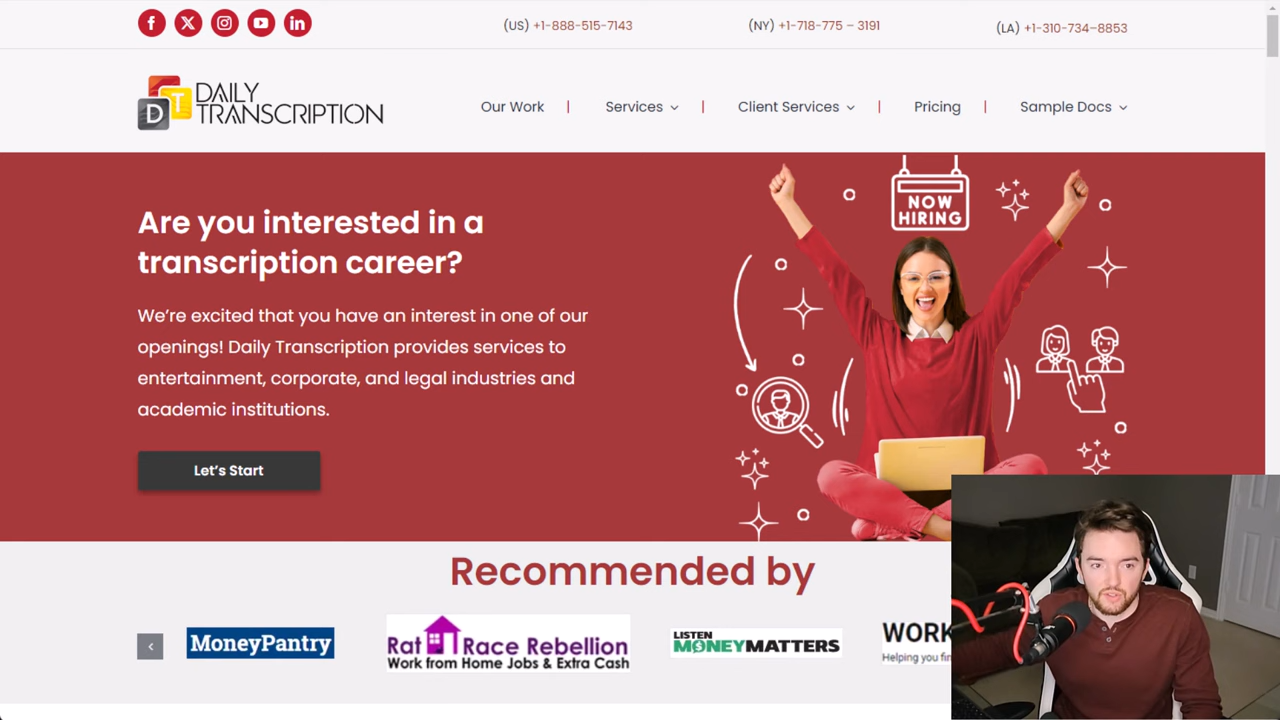 (US) +1-888-515-7143
(NY) +1-718-775 – 3191
(LA) +1-310-734–8853
D T DAILY
TRANSCRIPTION
Our Work | Services | Client Services | Pricing | Sample Docs
NOW
HIRING
Are you interested in a
transcription career?
We’re excited that you have an interest in one of our
openings! Daily Transcription provides services to
entertainment, corporate, and legal industries and
academic institutions.
Let’s Start
Recommended by
MoneyPantry
Rat Race Rebellion
Work from Home Jobs & Extra Cash
LISTEN
MONEYMATTERS
WORK
Helping you